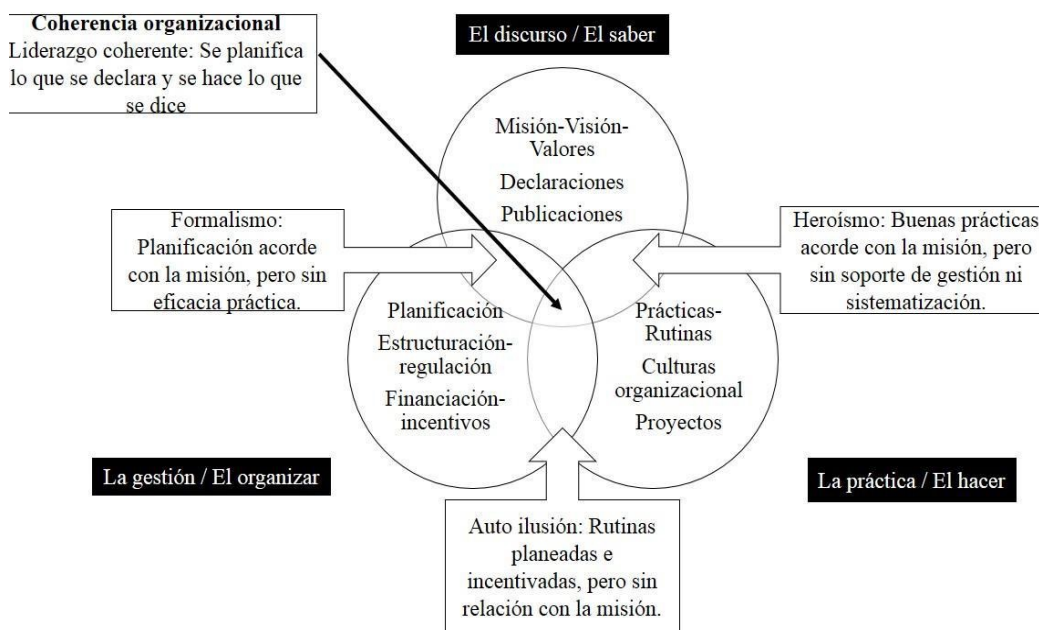 Coherencia organizacional
Liderazgo coherente: Se planifica
lo que se declara y se hace lo que
se dice
El discurso / El saber
Misión-Visión-
Valores
Declaraciones
Publicaciones
Formalismo:
Planificación acorde
con la misión, pero sin
eficacia práctica.
Heroísmo: Buenas prácticas
acorde con la misión, pero
sin soporte de gestión ni
sistematización.
Planificación
Estructuración-
regulación
Financiación-
incentivos
Prácticas-
Rutinas
Culturas
organizacional
Proyectos
La gestión / El organizar
La práctica / El hacer
Auto ilusión: Rutinas
planeadas e
incentivadas, pero sin
relación con la misión.